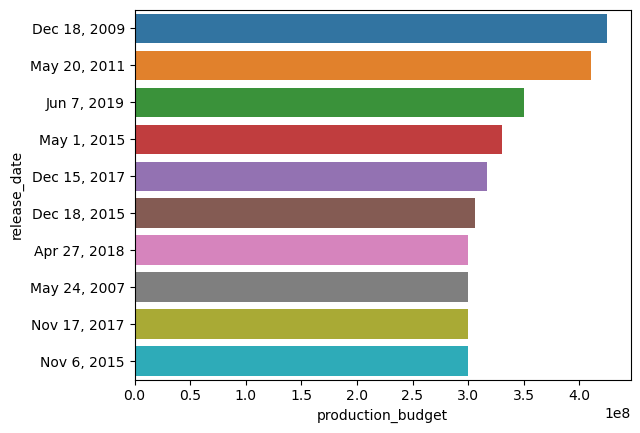 Dec 18, 2009
May 20, 2011
Jun 7, 2019
May 1, 2015
Dec 15, 2017
Dec 18, 2015
Apr 27, 2018
May 24, 2007
Nov 17, 2017
Nov 6, 2015
release_date
0.0 0.5 1.0 1.5 2.0 2.5 3.0 3.5 4.0
1e8
production_budget